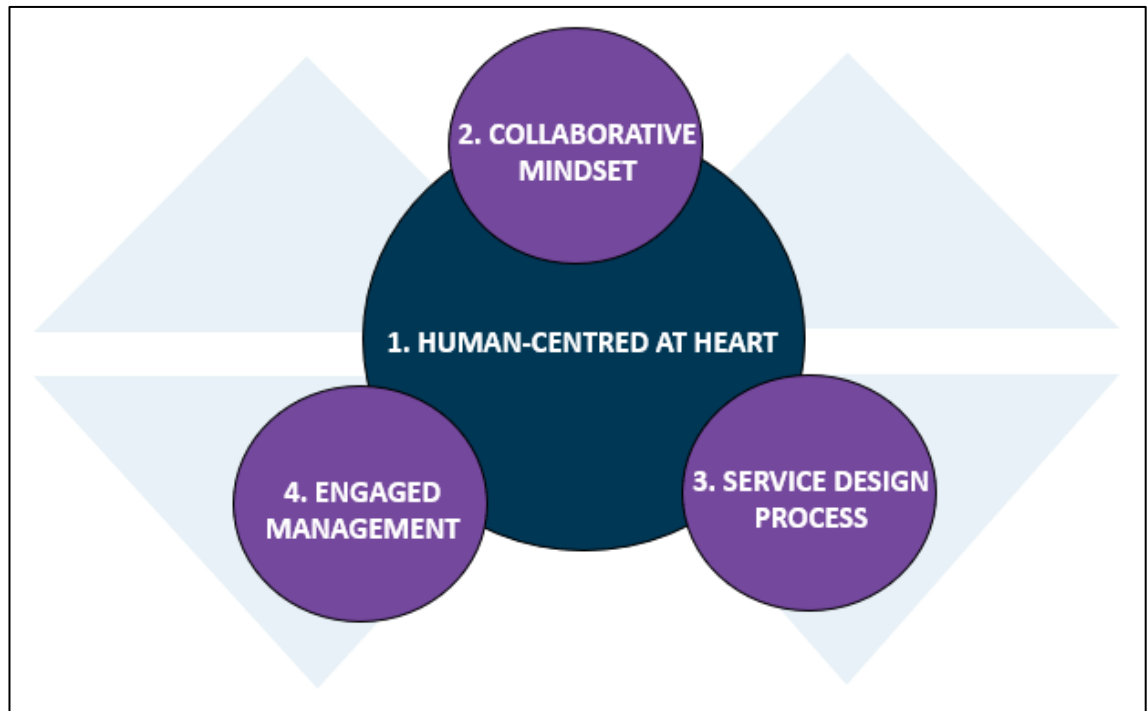 2. COLLABORATIVE
MINDSET
1. HUMAN-CENTRED AT HEART
3. SERVICE DESIGN
PROCESS
4. ENGAGED
MANAGEMENT